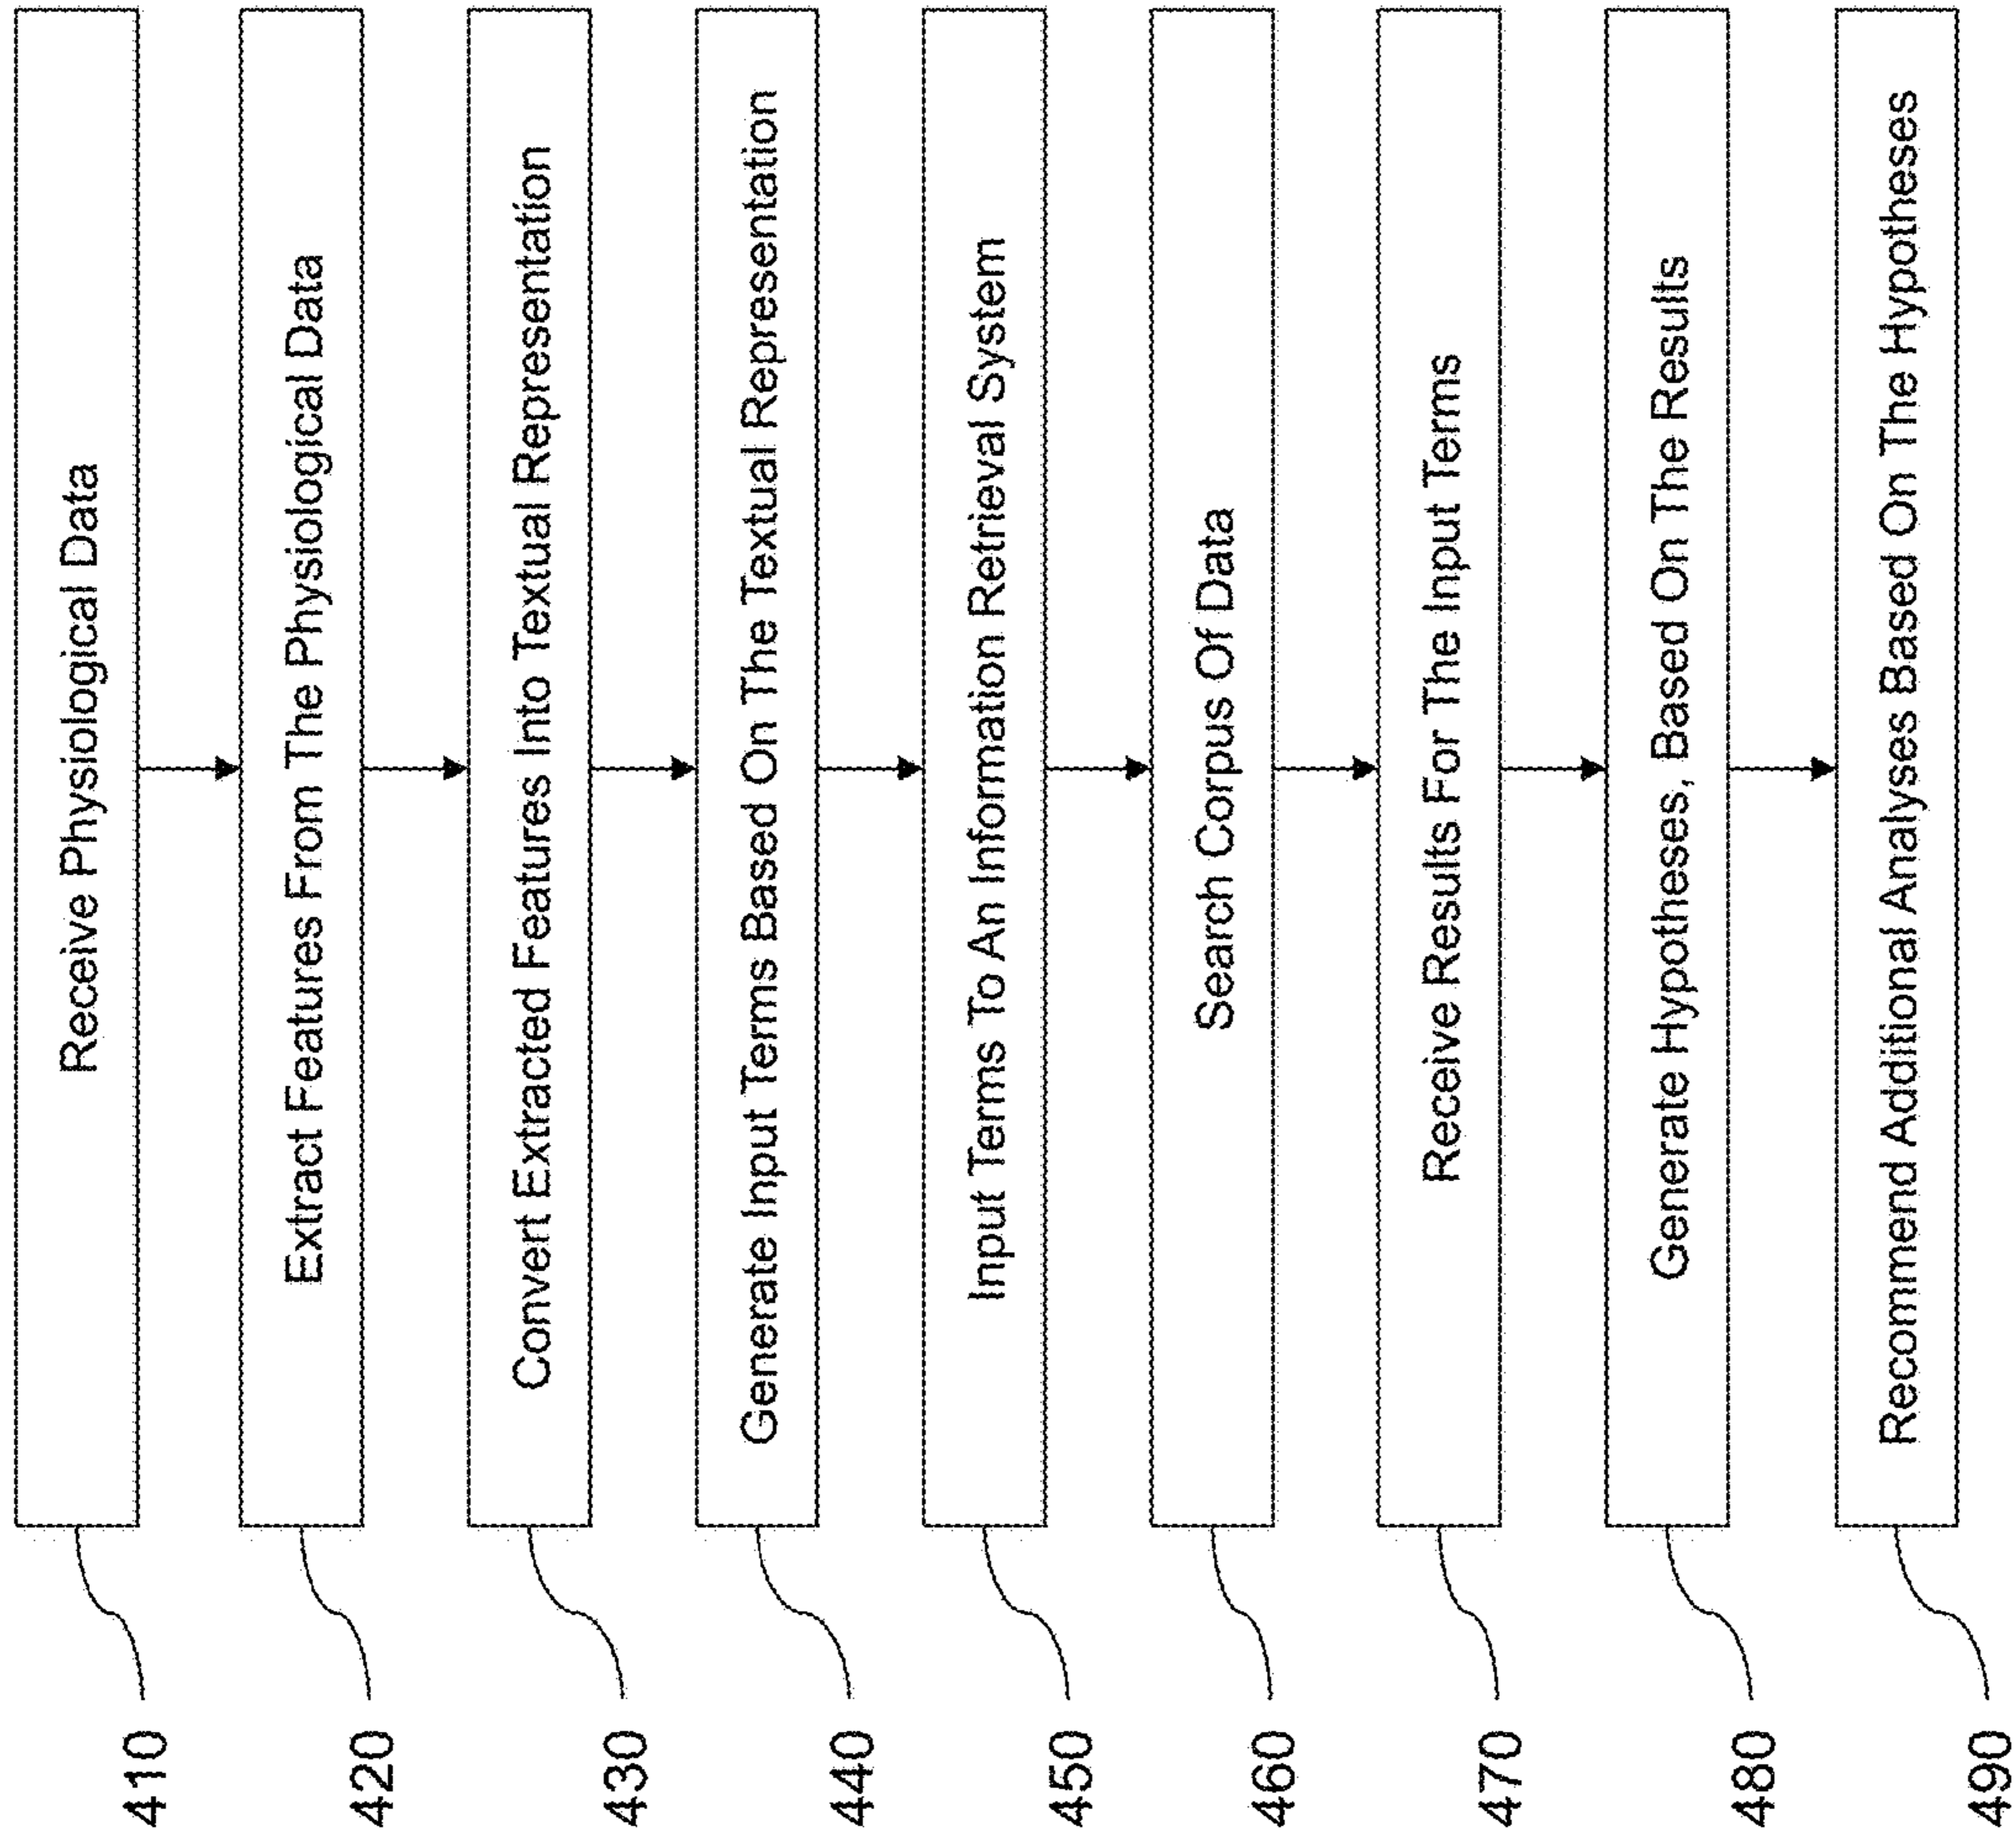 410
Receive Physiological Data
420
Extract Features From The Physiological Data
430
Convert Extracted Features Into Textual Representation
440
Generate Input Terms Based On The Textual Representation
450
Input Terms To An Information Retrieval System
460
Search Corpus Of Data
470
Receive Results For The Input Terms
480
Generate Hypotheses, Based On The Results
490
Recommend Additional Analyses Based On The Hypotheses